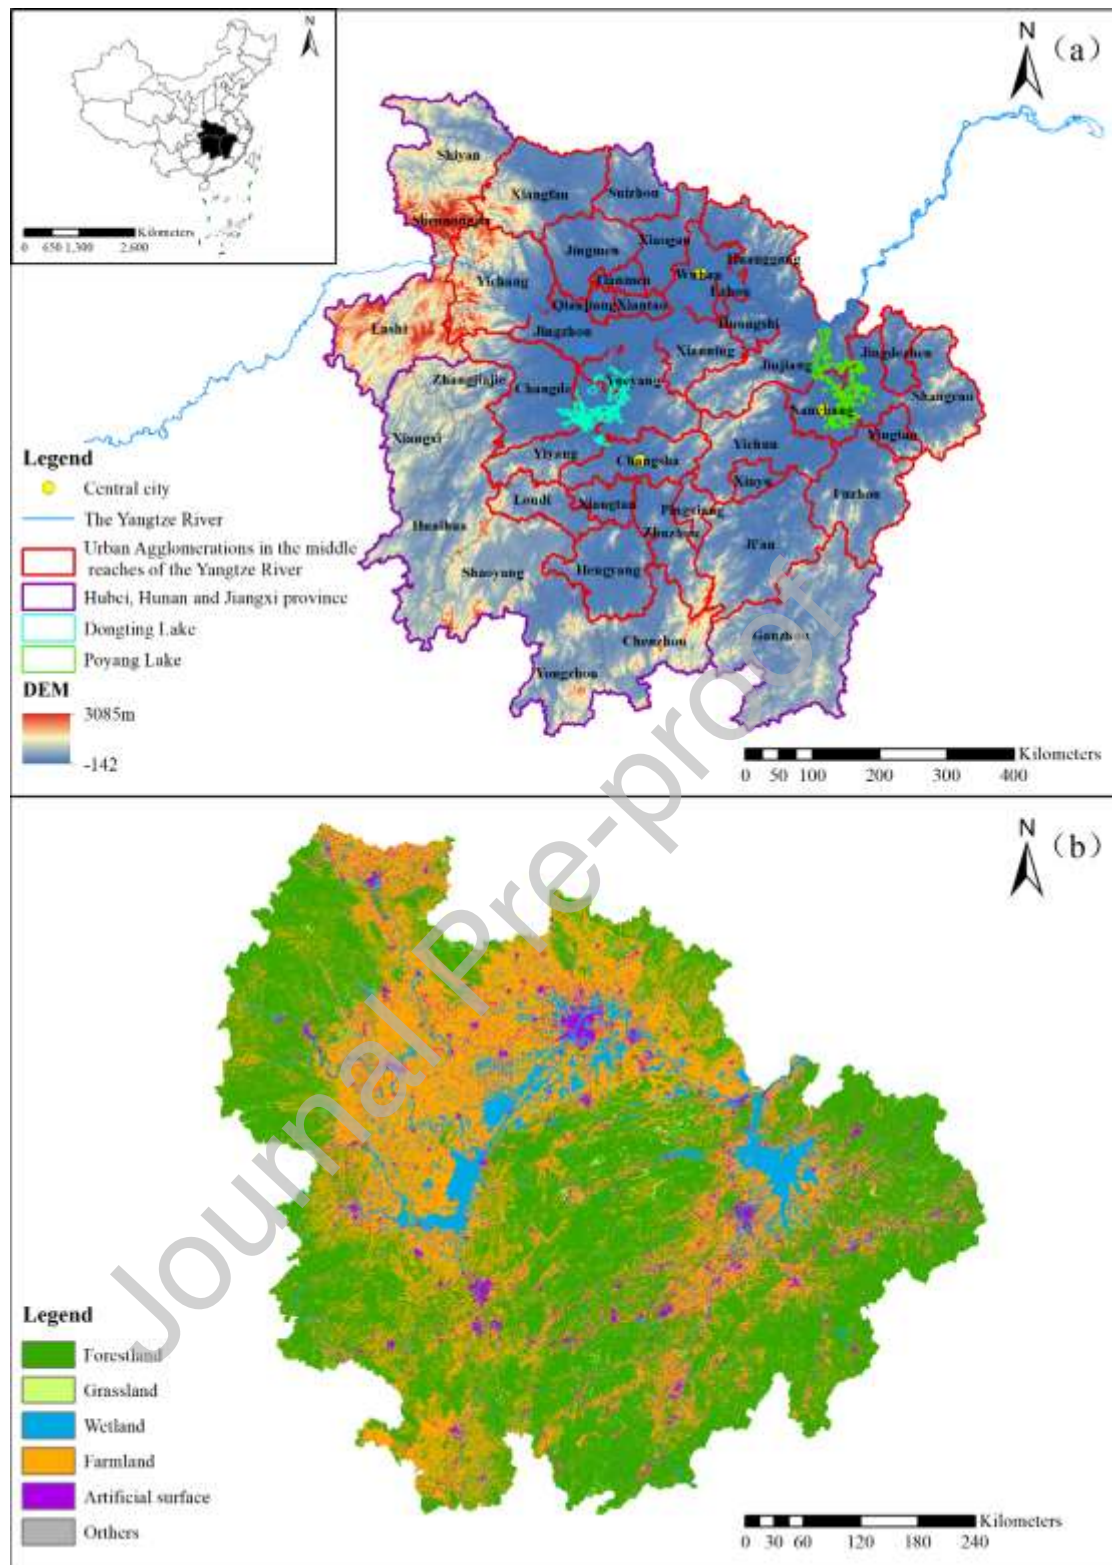 N
Kilometers
0 650 1,300 2,600
N
(a)
Shiyan
Xiangfan
Suizhou
Shennongjia
Xiaogan
Jingmen
Huanggang
Wuhan
Yichang
Tianmen
Ezhou
Qianjiang Xiantao
Lashi
Jingzhou
Huangshi
Xianning
Zhangjiajie
Changde
Yueyang
Jiujiang
Jingdezhen
Shangrau
Nanchang
Xiangxi
Yingtan
Yichun
Yiyang
Changsha
Xinyu
Fuzhou
Loudi
Xiangtan
Pingxiang
Huaihua
Zhuzhou
Ji'an
Shaoyang
Hengyang
Chenzhou
Ganzhou
Yongzhou
Legend
Central city
The Yangtze River
Urban Agglomerations in the middle
reaches of the Yangtze River
Hubei, Hunan and Jiangxi province
Dongting Lake
Poyang Lake
DEM
3085m
-142
Kilometers
0 50 100 200 300 400
Journal Pre-proof
N
(b)
Legend
Forestland
Grassland
Wetland
Farmland
Artificial surface
Orthers
Kilometers
0 30 60 120 180 240